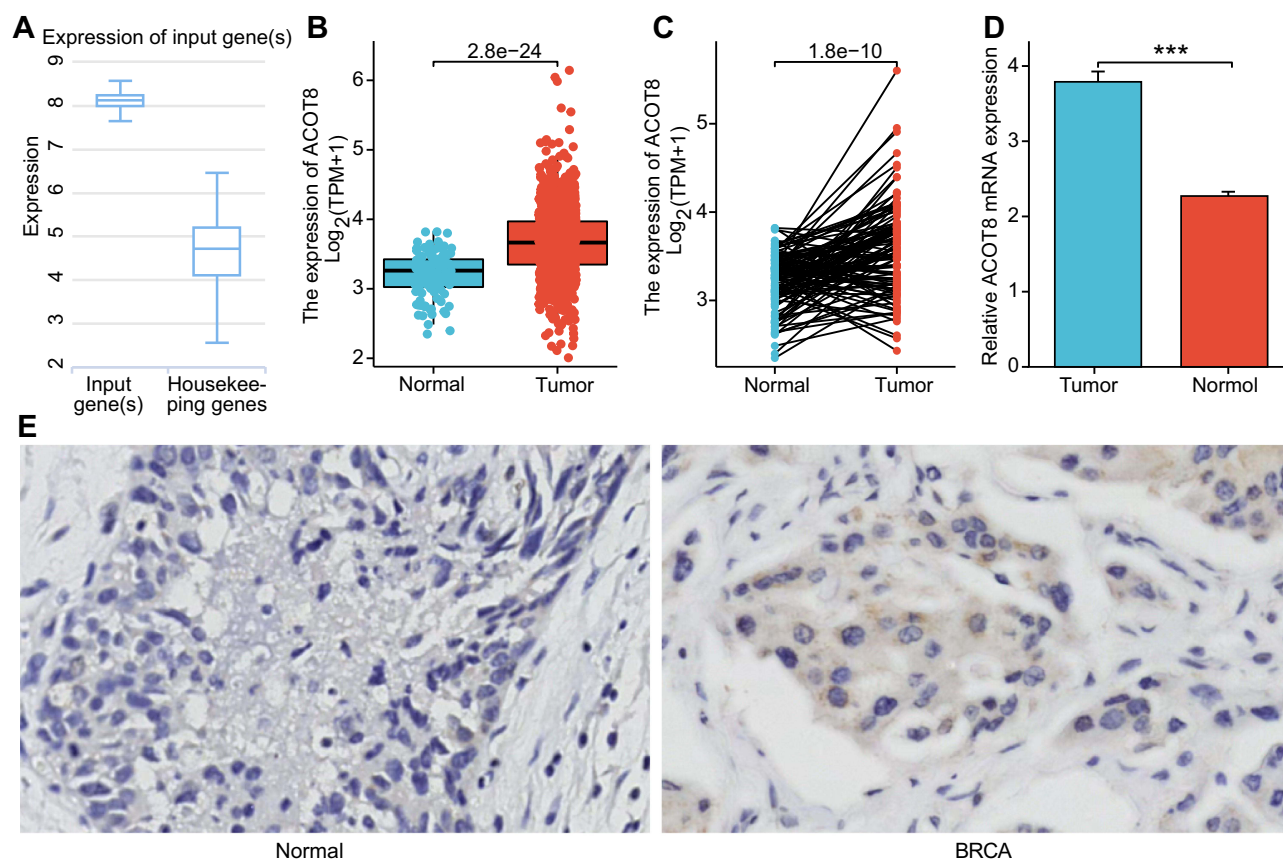 A
Expression of input gene(s)
Expression
9
8
7
6
5
4
3
2
Input
gene(s)
Housekee-
ping genes
B
2.8e−24
The expression of ACOT8
Log2(TPM+1)
6
5
4
3
2
Normal
Tumor
C
1.8e−10
The expression of ACOT8
Log2(TPM+1)
5
4
3
Normal
Tumor
D
***
Relative ACOT8 mRNA expression
4
3
2
1
0
Tumor
Normol
E
Normal
BRCA